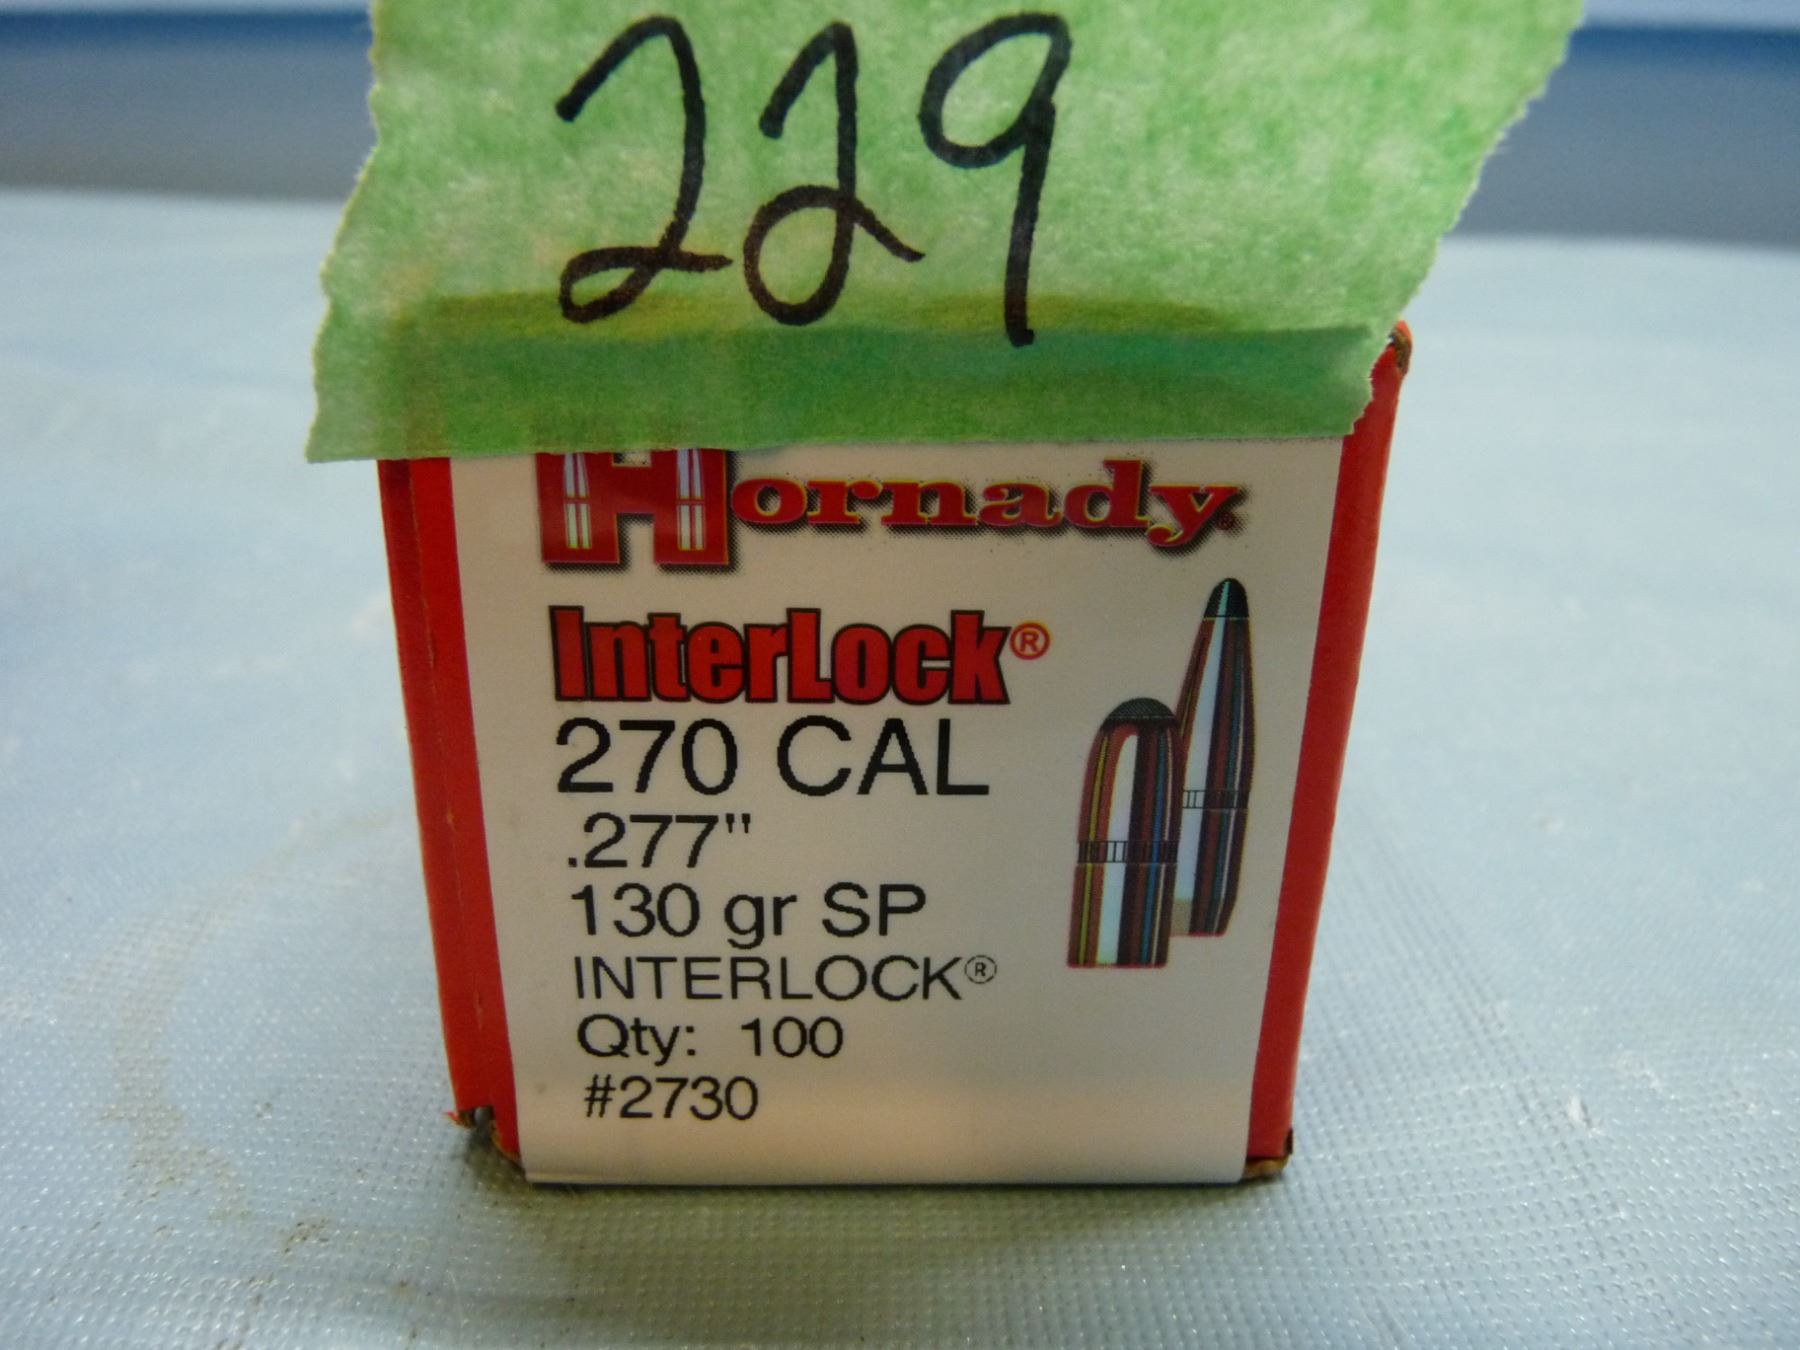 229
Hornady®
InterLock®
270 CAL
.277"
130 gr SP
INTERLOCK®
Qty: 100
#2730